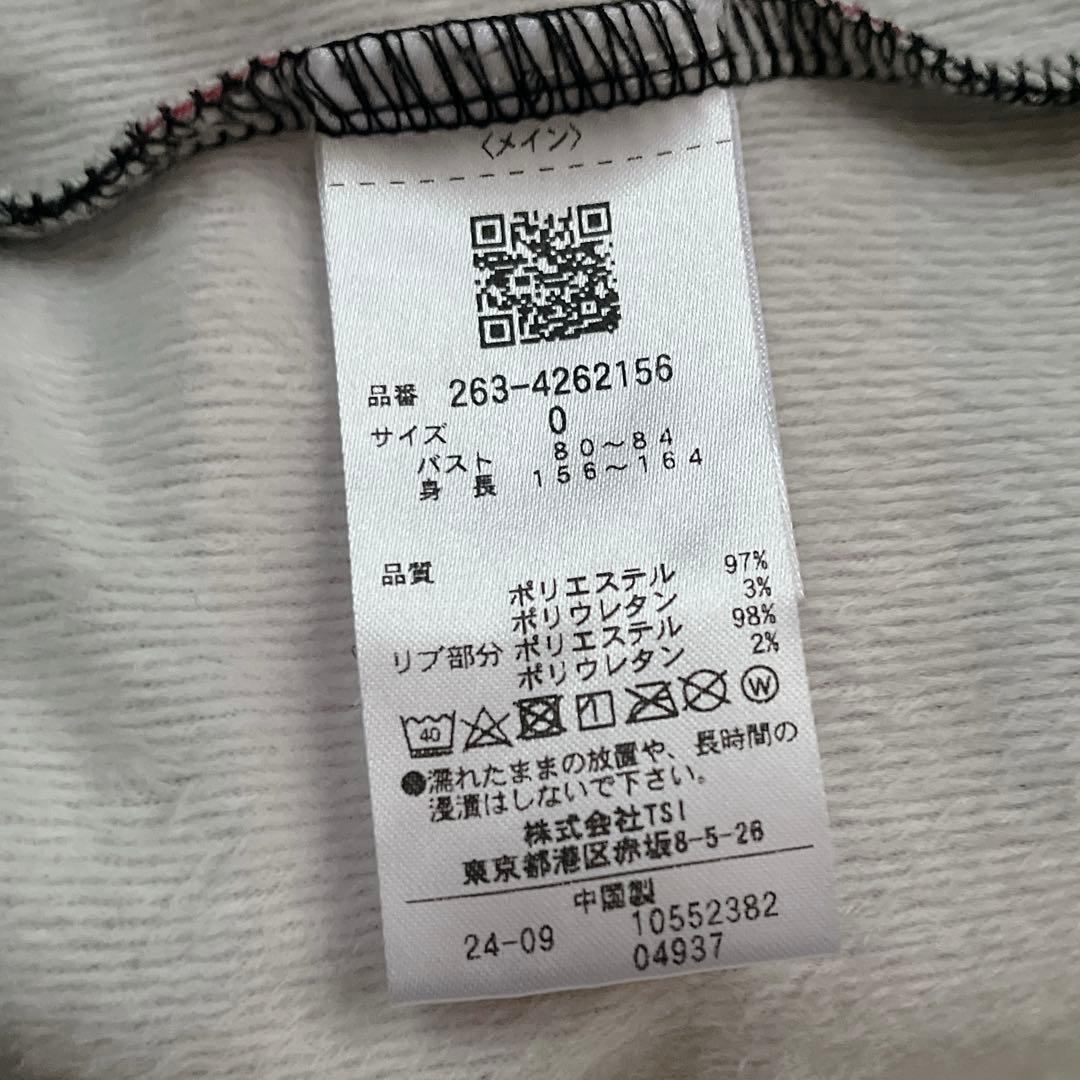 〈メイン〉
品番 263-4262156
サイズ 0
バスト 80～84
身長 156～164
品質
ポリエステル 97%
ポリウレタン 3%
リブ部分 ポリエステル 98%
ポリウレタン 2%
40
W
●濡れたままの放置や、長時間の
浸漬はしないで下さい。
株式会社TSI
東京都港区赤坂8-5-26
中国製
24-09 10552382
04937